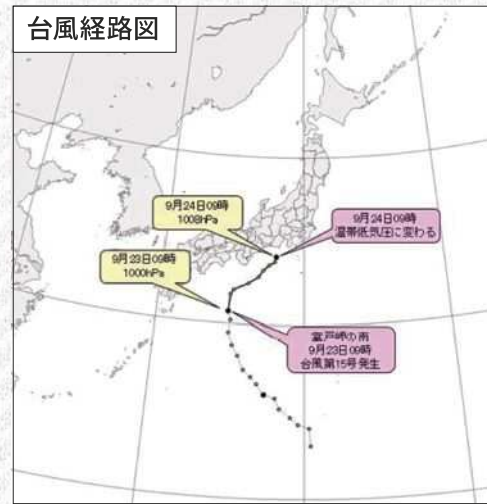 台風経路図
9月24日09時
1008hPa
9月24日09時
温帯低気圧に変わる
9月23日09時
1000hPa
室戸岬の南
9月23日09時
台風第15号発生